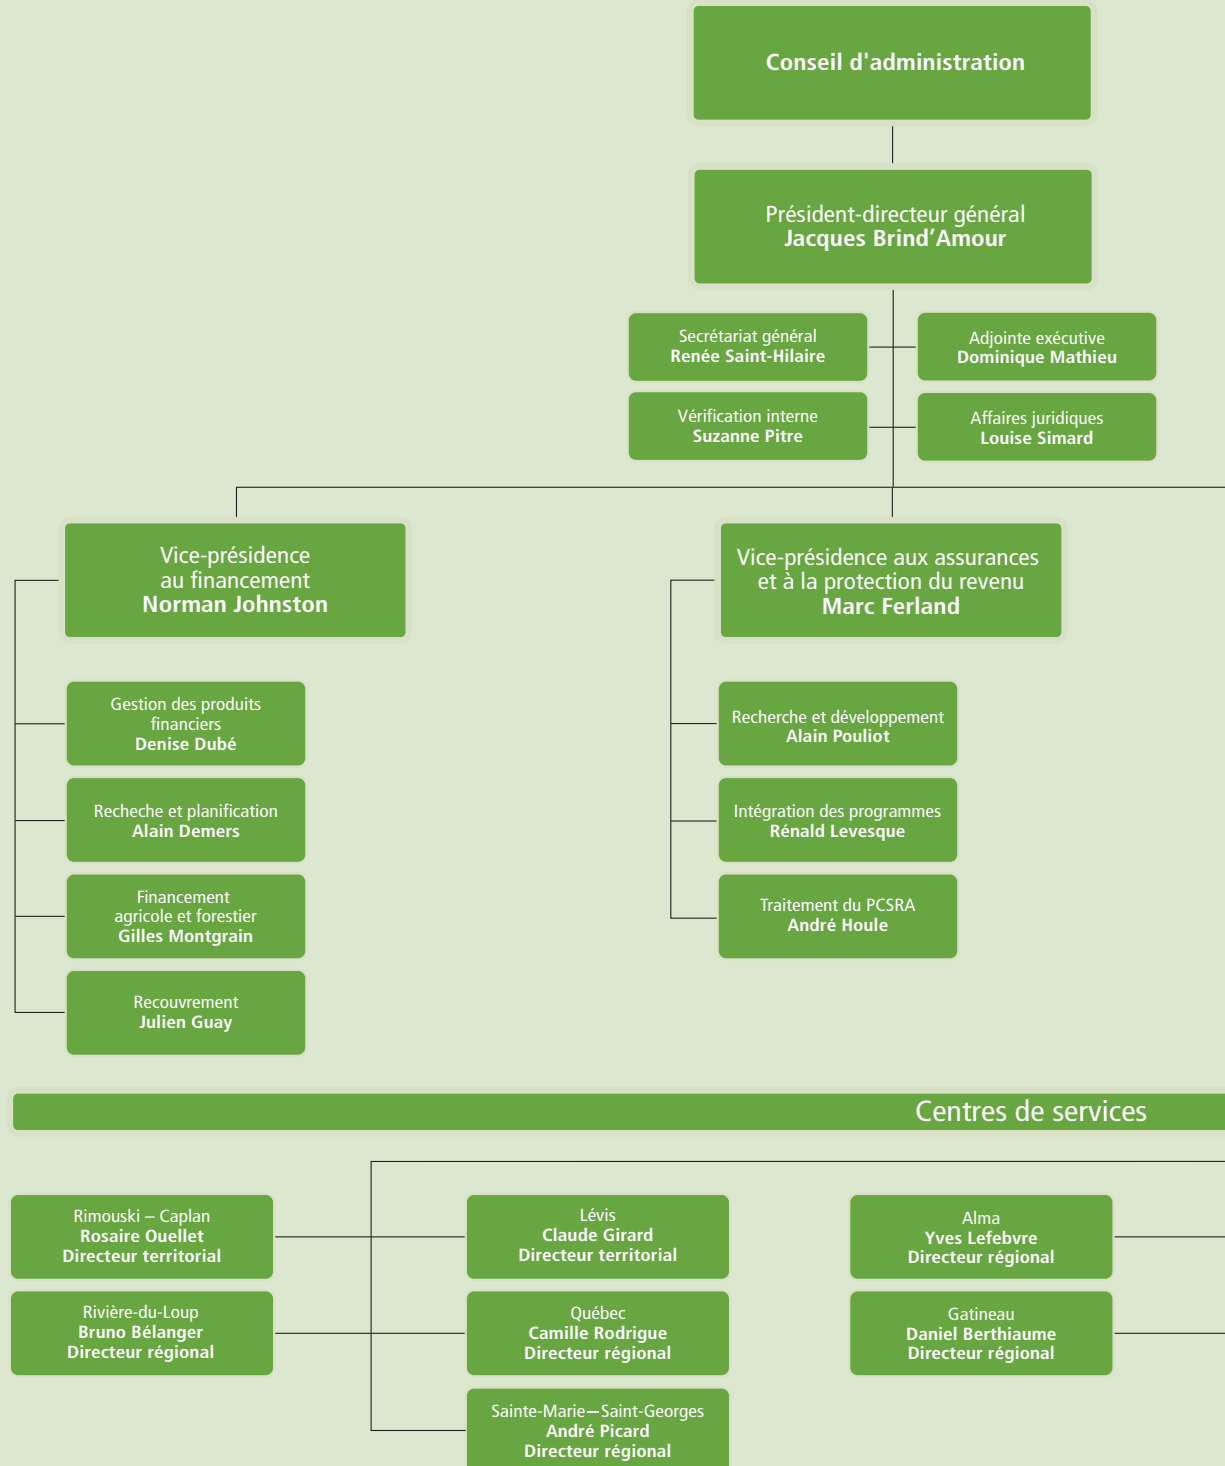 Conseil d'administration
Président-directeur général
Jacques Brind’Amour
Secrétariat général
Renée Saint-Hilaire
Adjointe exécutive
Dominique Mathieu
Vérification interne
Suzanne Pitre
Affaires juridiques
Louise Simard
Vice-présidence
au financement
Norman Johnston
Vice-présidence aux assurances
et à la protection du revenu
Marc Ferland
Gestion des produits
financiers
Denise Dubé
Recheche et planification
Alain Demers
Financement
agricole et forestier
Gilles Montgrain
Recouvrement
Julien Guay
Recherche et développement
Alain Pouliot
Intégration des programmes
Rénald Levesque
Traitement du PCSRA
André Houle
Centres de services
Rimouski – Caplan
Rosaire Ouellet
Directeur territorial
Rivière-du-Loup
Bruno Bélanger
Directeur régional
Lévis
Claude Girard
Directeur territorial
Québec
Camille Rodrigue
Directeur régional
Sainte-Marie—Saint-Georges
André Picard
Directeur régional
Alma
Yves Lefebvre
Directeur régional
Gatineau
Daniel Berthiaume
Directeur régional